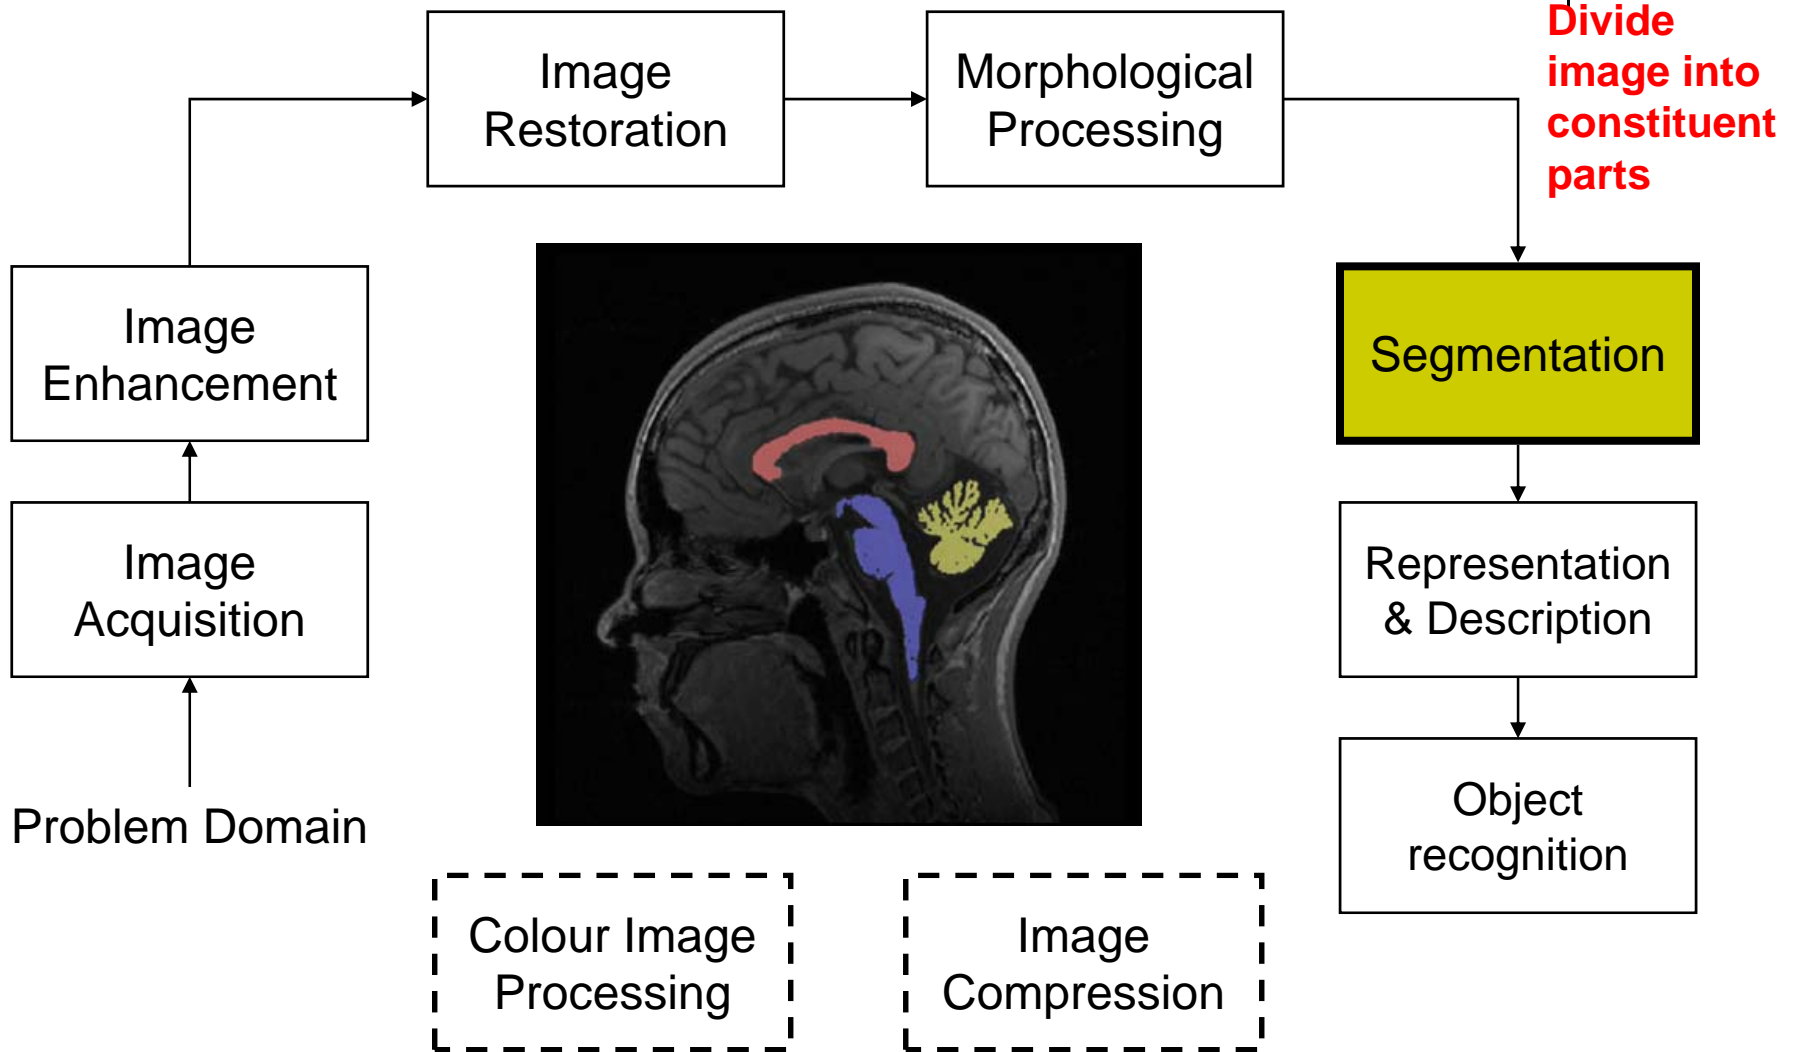 Divide
image into
constituent
parts
Image
Restoration
Morphological
Processing
Image
Enhancement
Segmentation
Image
Acquisition
Representation
& Description
Problem Domain
Object
recognition
Colour Image
Processing
Image
Compression